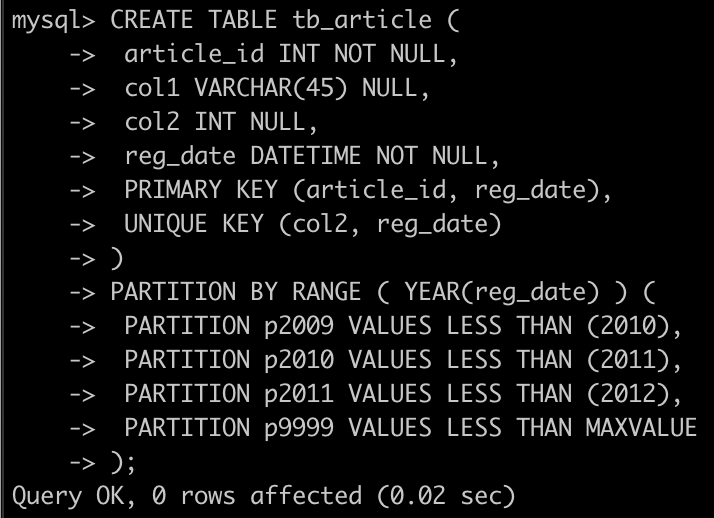 mysql> CREATE TABLE tb_article (
    ->  article_id INT NOT NULL,
    ->  col1 VARCHAR(45) NULL,
    ->  col2 INT NULL,
    ->  reg_date DATETIME NOT NULL,
    ->  PRIMARY KEY (article_id, reg_date),
    ->  UNIQUE KEY (col2, reg_date)
    -> )
    -> PARTITION BY RANGE ( YEAR(reg_date) ) (
    ->  PARTITION p2009 VALUES LESS THAN (2010),
    ->  PARTITION p2010 VALUES LESS THAN (2011),
    ->  PARTITION p2011 VALUES LESS THAN (2012),
    ->  PARTITION p9999 VALUES LESS THAN MAXVALUE
    -> );
Query OK, 0 rows affected (0.02 sec)